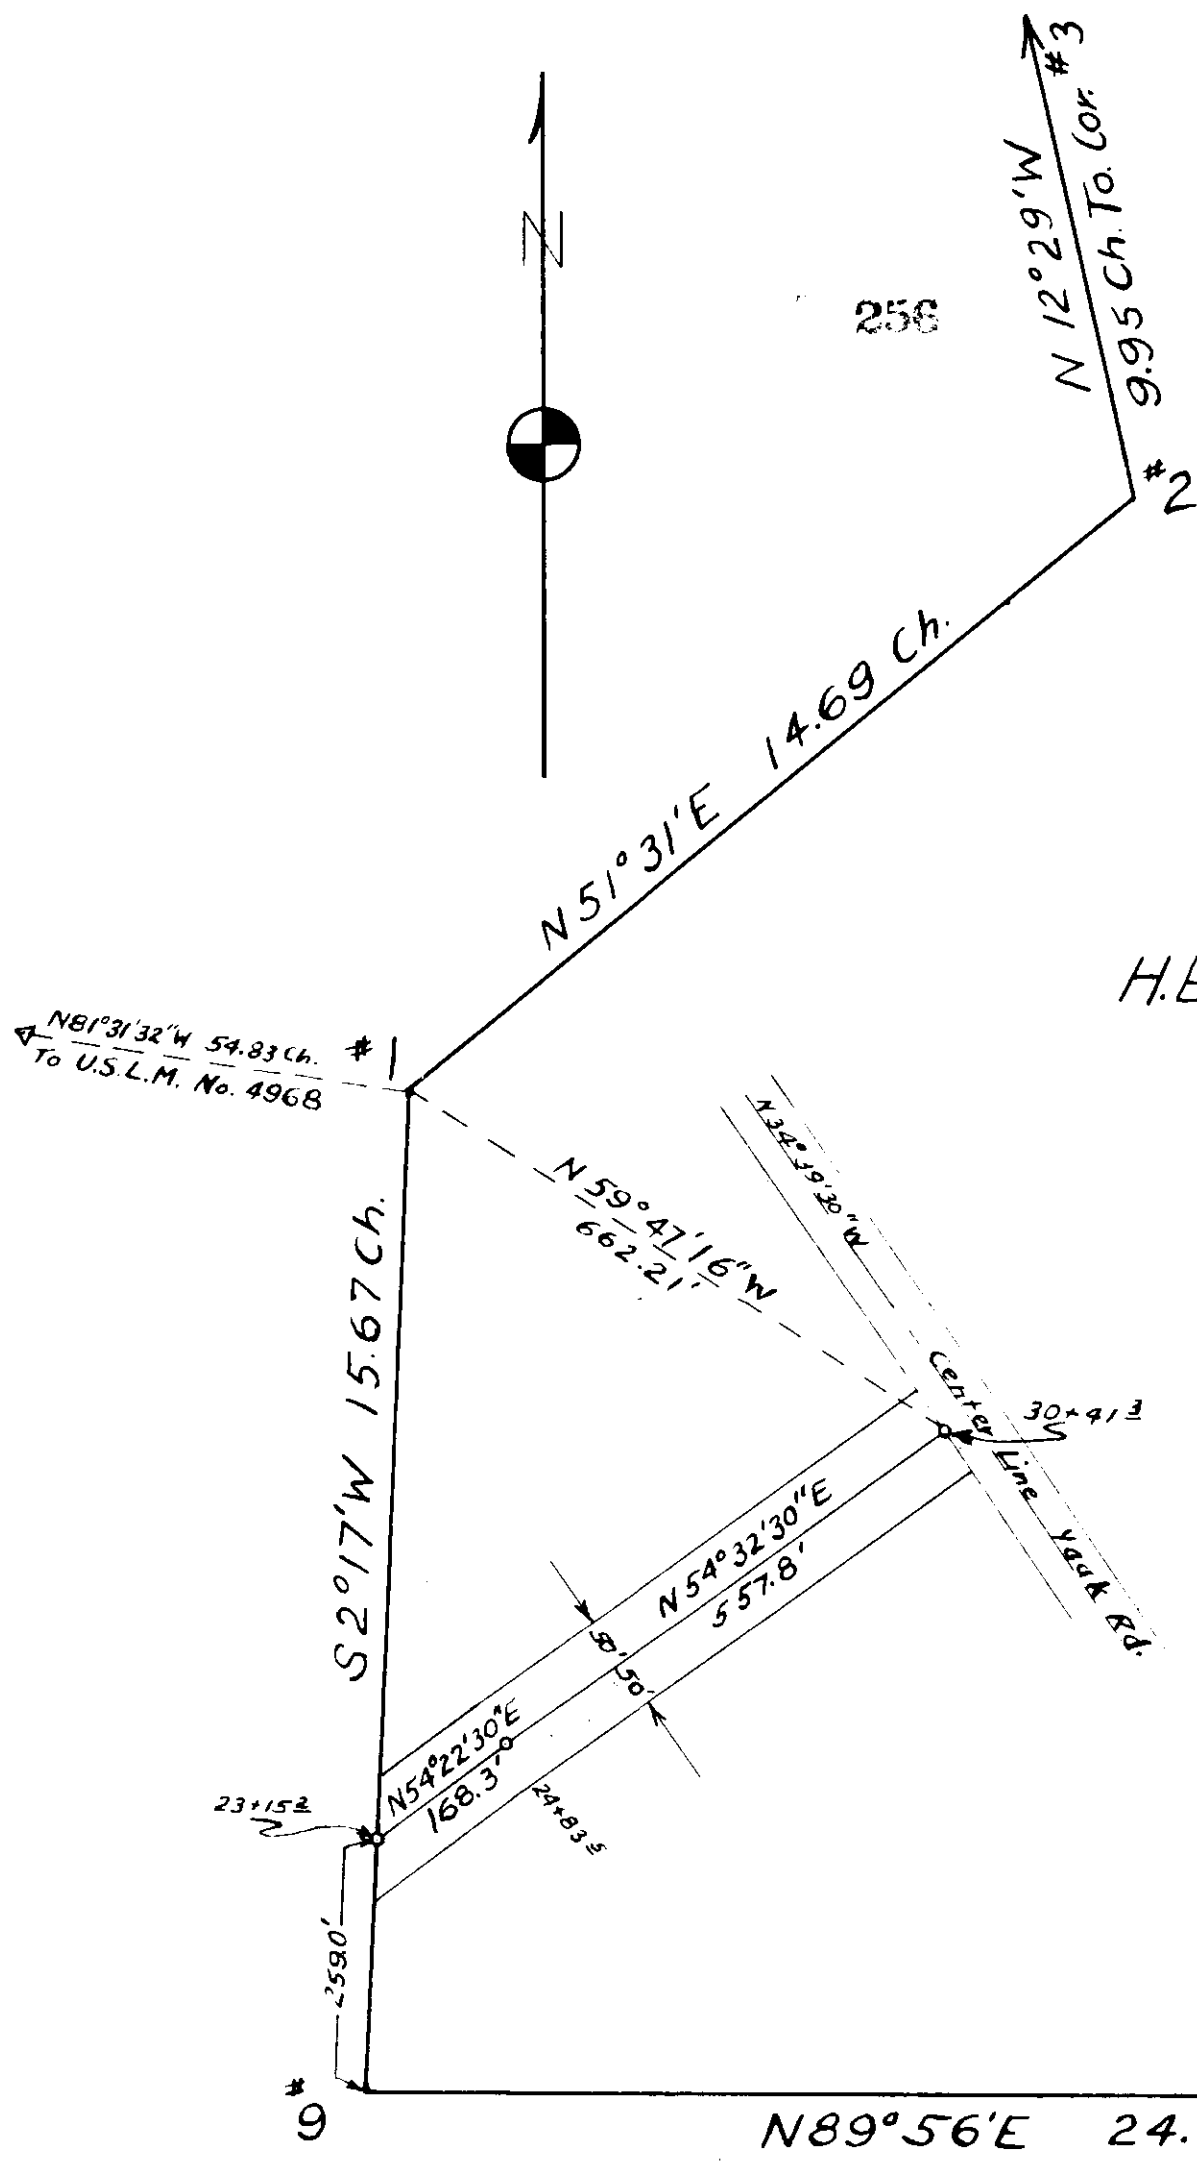 N
256
N 12°29'W
9.95 Ch. To. Cor. #3
#2
N 51°31'E 14.69 Ch.
H.E
N81°31'32"W 54.83 Ch.
To U.S.L.M. No. 4968
#1
N 59°47'16"W
662.21'
S 2°17'W 15.67 Ch.
N 34°19'30"W
Center Line Yaak Rd.
30+41 3
N 54°32'30"E
557.8'
50' 50'
N54°22'30"E
168.3'
24+83 5
23+15 2
259.0'
#9
N 89°56'E 24.